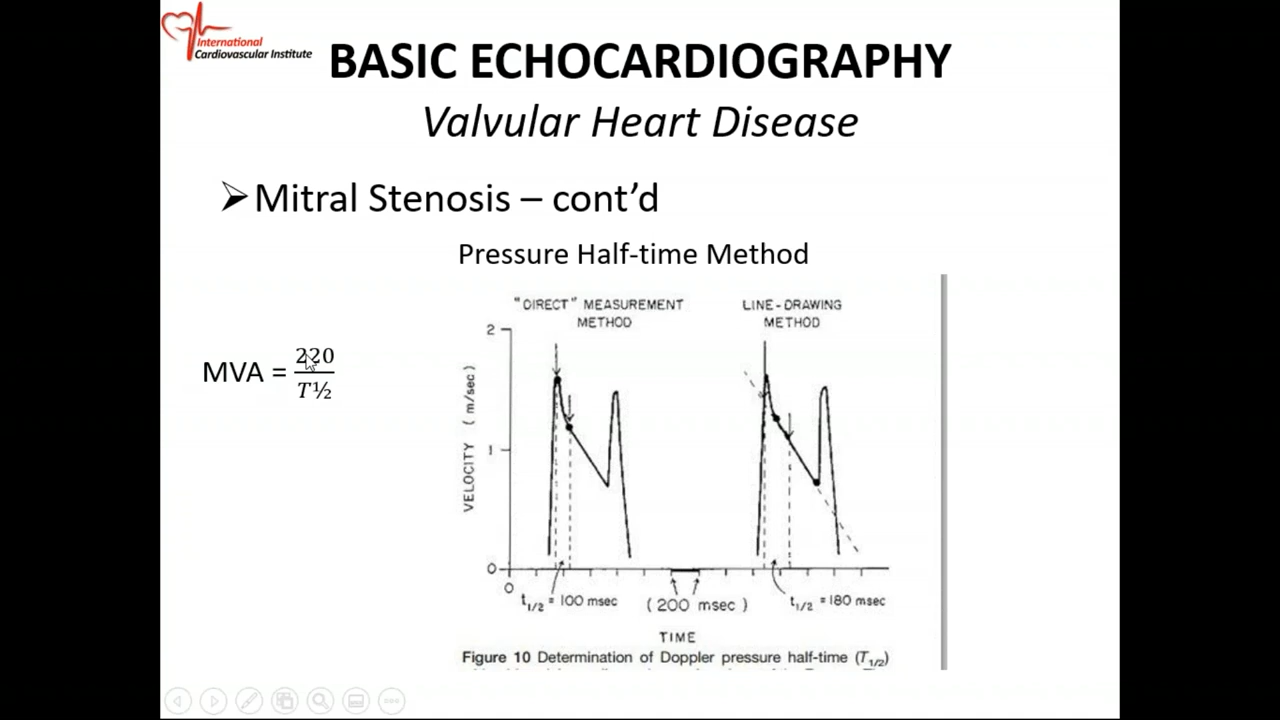 International
Cardiovascular Institute
BASIC ECHOCARDIOGRAPHY
Valvular Heart Disease
➢ Mitral Stenosis – cont’d
Pressure Half-time Method
MVA = 220
T½
"DIRECT" MEASUREMENT
METHOD
LINE-DRAWING
METHOD
VELOCITY (m/sec)
2
1
0
0
t1/2 = 100 msec
(200 msec)
t1/2 = 180 msec
TIME
Figure 10 Determination of Doppler pressure half-time (T1/2)